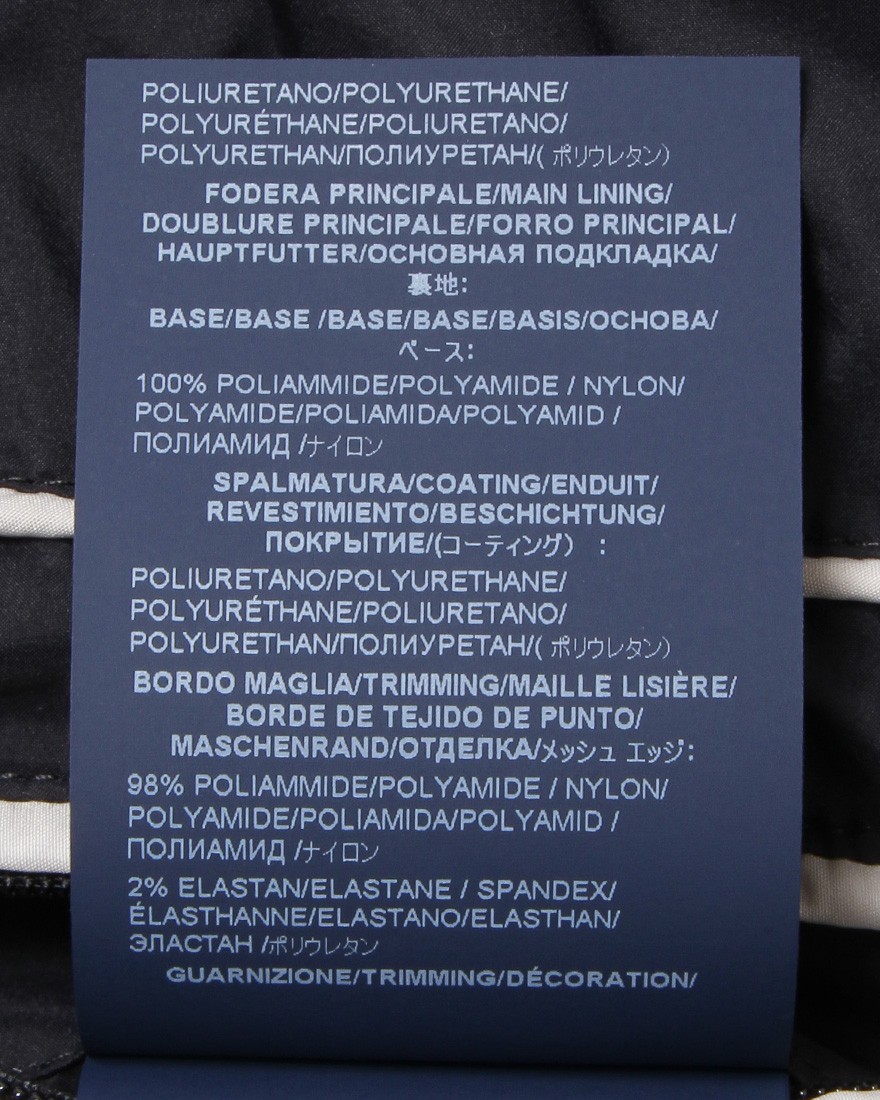 POLIURETANO/POLYURETHANE/
POLYURÉTHANE/POLIURETANO/
POLYURETHAN/ПОЛИУРЕТАН/( ポリウレタン)
FODERA PRINCIPALE/MAIN LINING/
DOUBLURE PRINCIPALE/FORRO PRINCIPAL/
HAUPTFUTTER/ОСНОВНАЯ ПОДКЛАДКА/
裏地:
BASE/BASE /BASE/BASE/BASIS/ОСНОВА/
ベース:
100% POLIAMMIDE/POLYAMIDE / NYLON/
POLYAMIDE/POLIAMIDA/POLYAMID /
ПОЛИАМИД /ナイロン
SPALMATURA/COATING/ENDUIT/
REVESTIMIENTO/BESCHICHTUNG/
ПОКРЫТИЕ/(コーティング) :
POLIURETANO/POLYURETHANE/
POLYURÉTHANE/POLIURETANO/
POLYURETHAN/ПОЛИУРЕТАН/( ポリウレタン)
BORDO MAGLIA/TRIMMING/MAILLE LISIÈRE/
BORDE DE TEJIDO DE PUNTO/
MASCHENRAND/ОТДЕЛКА/メッシュ エッジ:
98% POLIAMMIDE/POLYAMIDE / NYLON/
POLYAMIDE/POLIAMIDA/POLYAMID /
ПОЛИАМИД /ナイロン
2% ELASTAN/ELASTANE / SPANDEX/
ÉLASTHANNE/ELASTANO/ELASTHAN/
ЭЛАСТАН /ポリウレタン
GUARNIZIONE/TRIMMING/DÉCORATION/